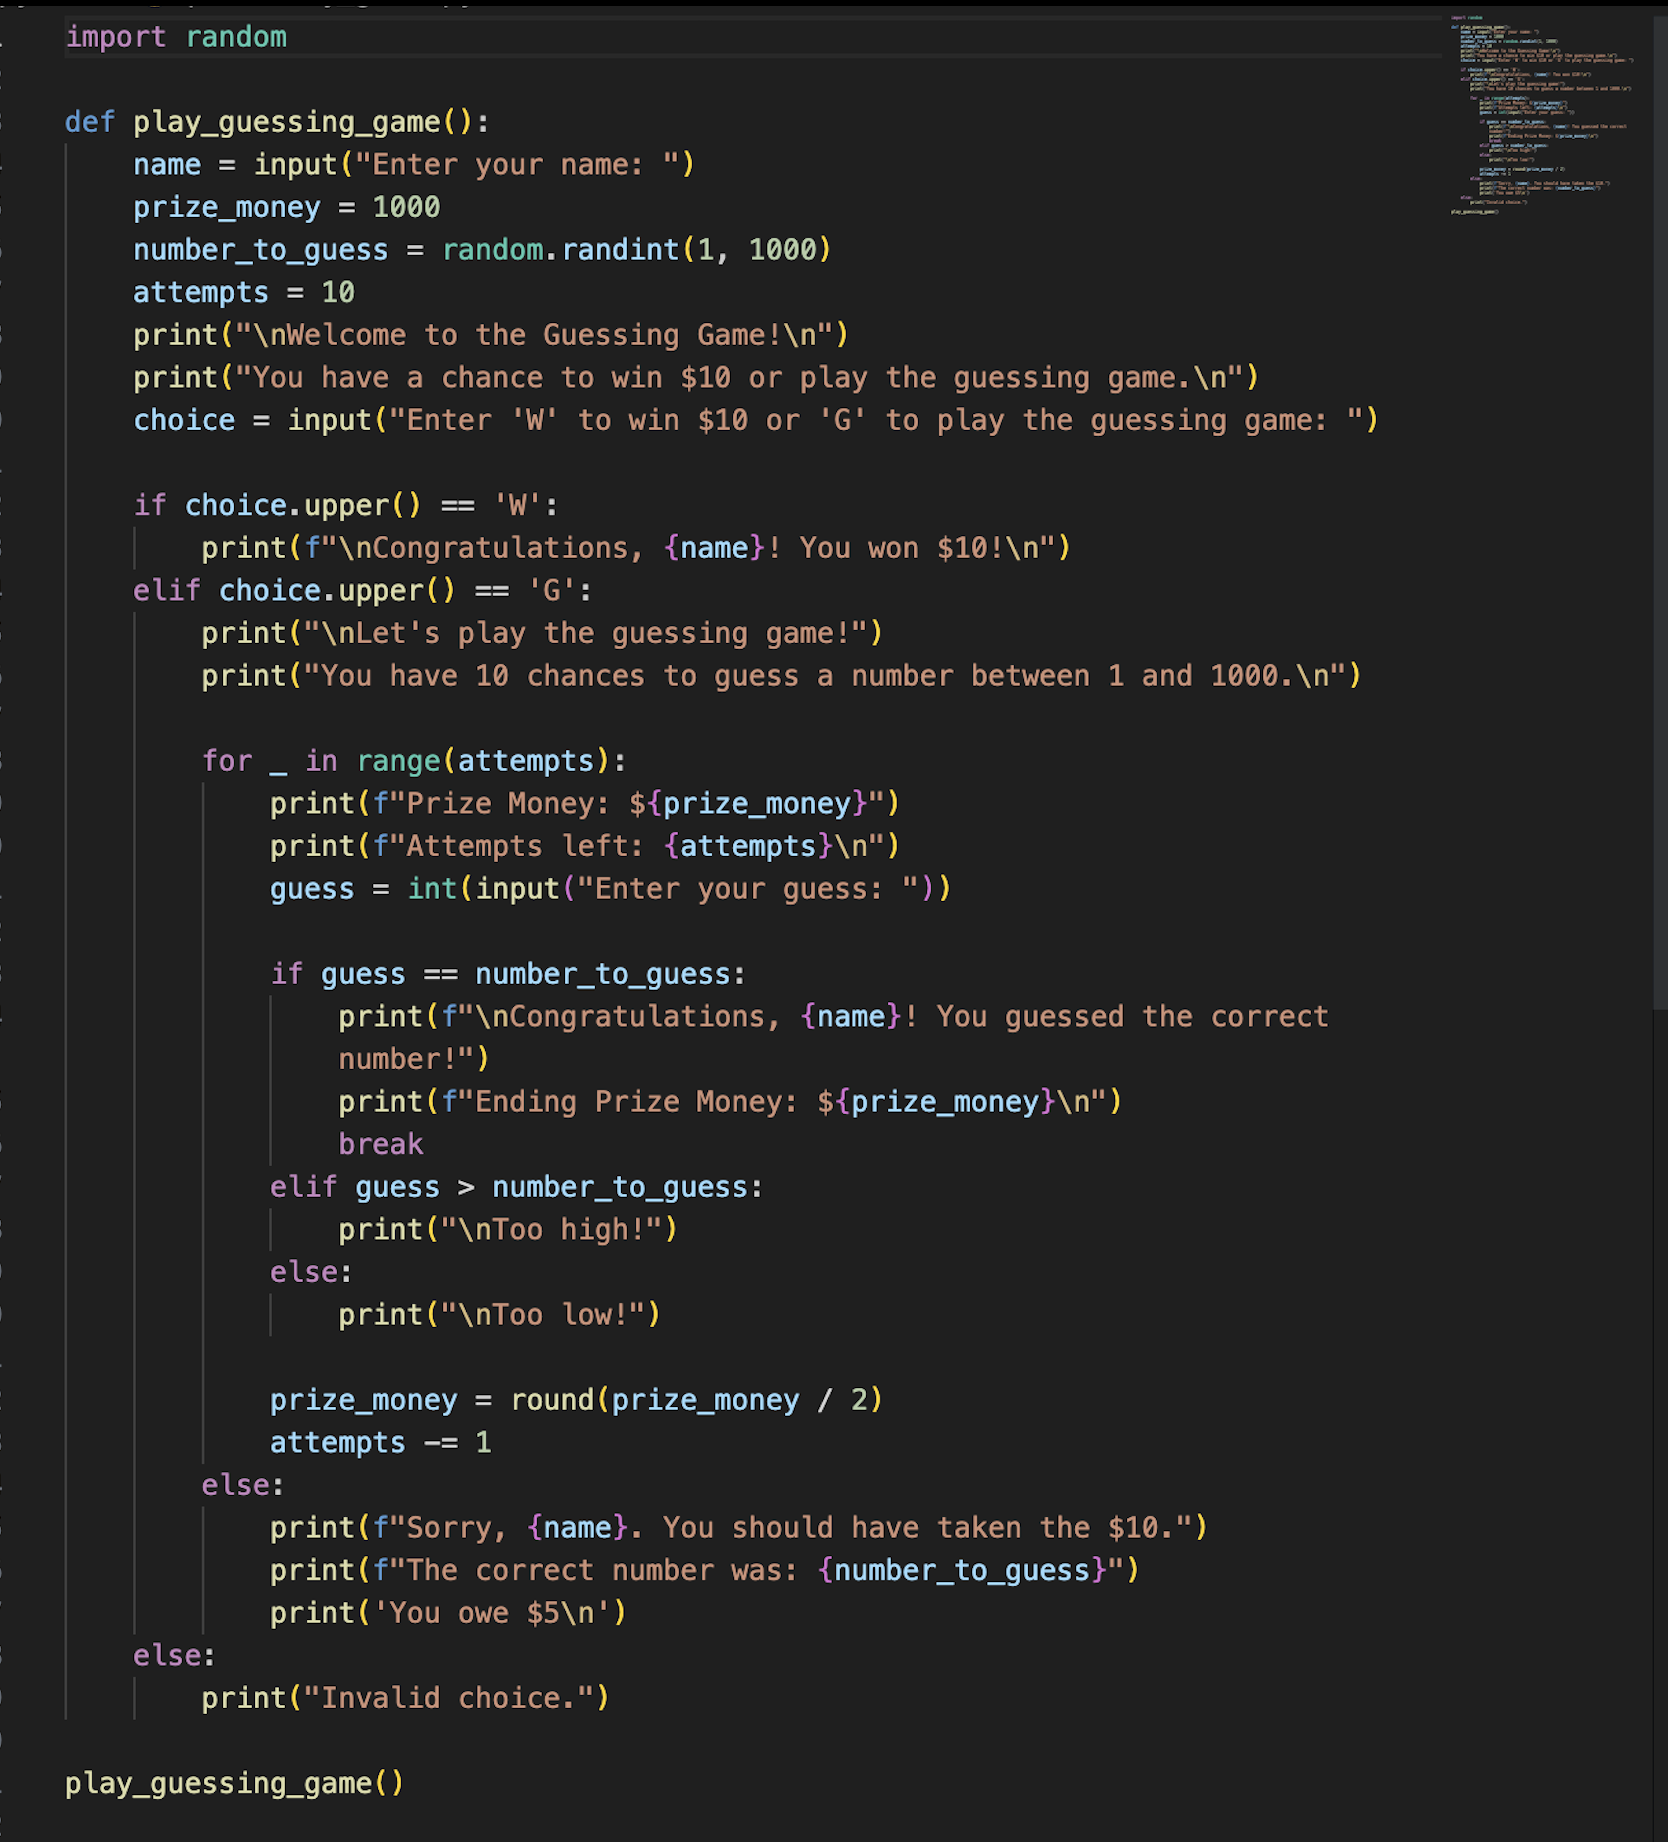 import random
def play_guessing_game():
    name = input("Enter your name: ")
    prize_money = 1000
    number_to_guess = random.randint(1, 1000)
    attempts = 10
    print("\nWelcome to the Guessing Game!\n")
    print("You have a chance to win $10 or play the guessing game.\n")
    choice = input("Enter 'W' to win $10 or 'G' to play the guessing game: ")
    if choice.upper() == 'W':
        print(f"\nCongratulations, {name}! You won $10!\n")
    elif choice.upper() == 'G':
        print("\nLet's play the guessing game!")
        print("You have 10 chances to guess a number between 1 and 1000.\n")
        for _ in range(attempts):
            print(f"Prize Money: ${prize_money}")
            print(f"Attempts left: {attempts}\n")
            guess = int(input("Enter your guess: "))
            if guess == number_to_guess:
                print(f"\nCongratulations, {name}! You guessed the correct
                number!")
                print(f"Ending Prize Money: ${prize_money}\n")
                break
            elif guess > number_to_guess:
                print("\nToo high!")
            else:
                print("\nToo low!")
            prize_money = round(prize_money / 2)
            attempts -= 1
        else:
            print(f"Sorry, {name}. You should have taken the $10.")
            print(f"The correct number was: {number_to_guess}")
            print('You owe $5\n')
    else:
        print("Invalid choice.")
play_guessing_game()